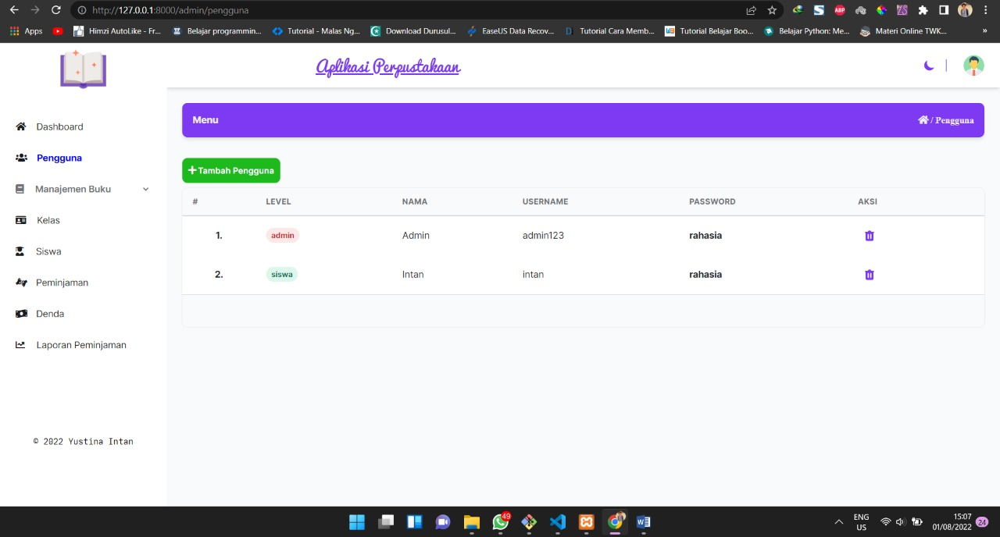 http://127.0.0.1:8000/admin/pengguna
Apps Himzi AutoLike - Fr... Belajar programmin... Tutorial - Malas Ng... Download Durusul... EaseUS Data Recov... Tutorial Cara Memb... Tutorial Belajar Boo... Belajar Python: Me... Materi Online TWK... »
Aplikasi Perpustakaan
Menu
/ Pengguna
Dashboard
Pengguna
Manajemen Buku
Kelas
Siswa
Peminjaman
Denda
Laporan Peminjaman
© 2022 Yustina Intan
Tambah Pengguna
# LEVEL NAMA USERNAME PASSWORD AKSI
1. admin Admin admin123 rahasia
2. siswa Intan intan rahasia
49
ENG
US
15:07
01/08/2022
24